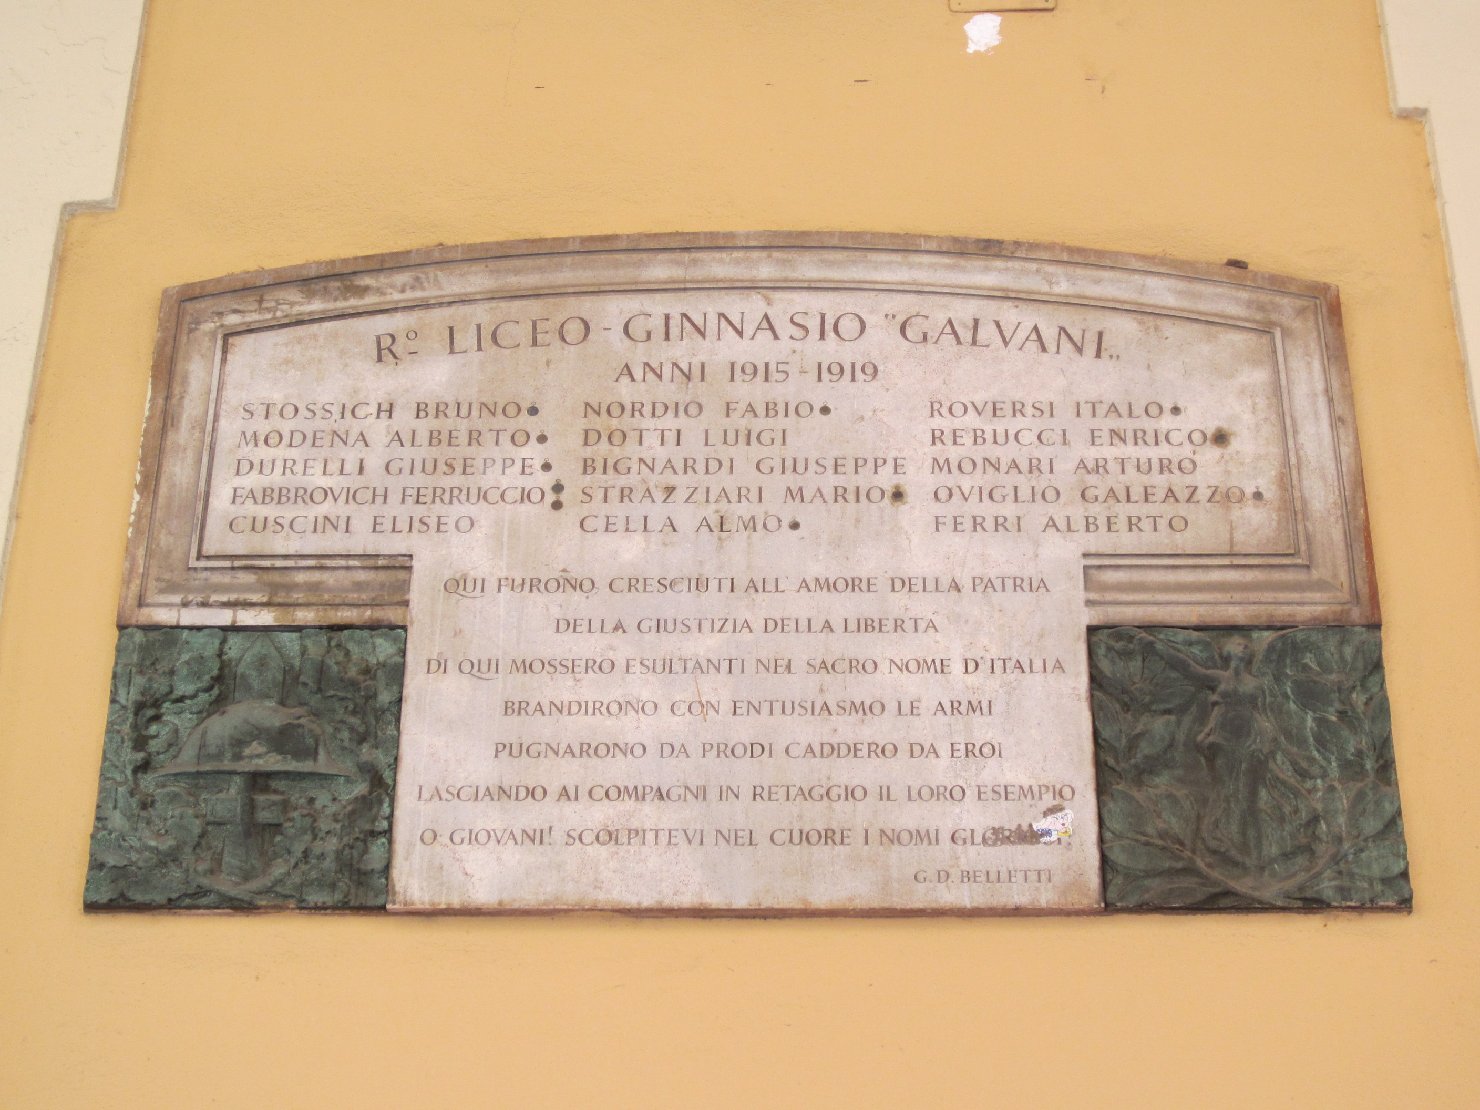 Rº LICEO-GINNASIO "GALVANI„
ANNI 1915-1919
STOSSICH BRUNO
MODENA ALBERTO
DURELLI GIUSEPPE
FABBROVICH FERRUCCIO
CUSCINI ELISEO
NORDIO FABIO
DOTTI LUIGI
BIGNARDI GIUSEPPE
STRAZZIARI MARIO
CELLA ALMO
ROVERSI ITALO
REBUCCI ENRICO
MONARI ARTURO
OVIGLIO GALEAZZO
FERRI ALBERTO
QUI FURONO CRESCIUTI ALL'AMORE DELLA PATRIA
DELLA GIUSTIZIA DELLA LIBERTA
DI QUI MOSSERO ESULTANTI NEL SACRO NOME D'ITALIA
BRANDIRONO CON ENTUSIASMO LE ARMI
PUGNARONO DA PRODI CADDERO DA EROI
LASCIANDO AI COMPAGNI IN RETAGGIO IL LORO ESEMPIO
O GIOVANI! SCOLPITEVI NEL CUORE I NOMI
G. D. BELLETTI